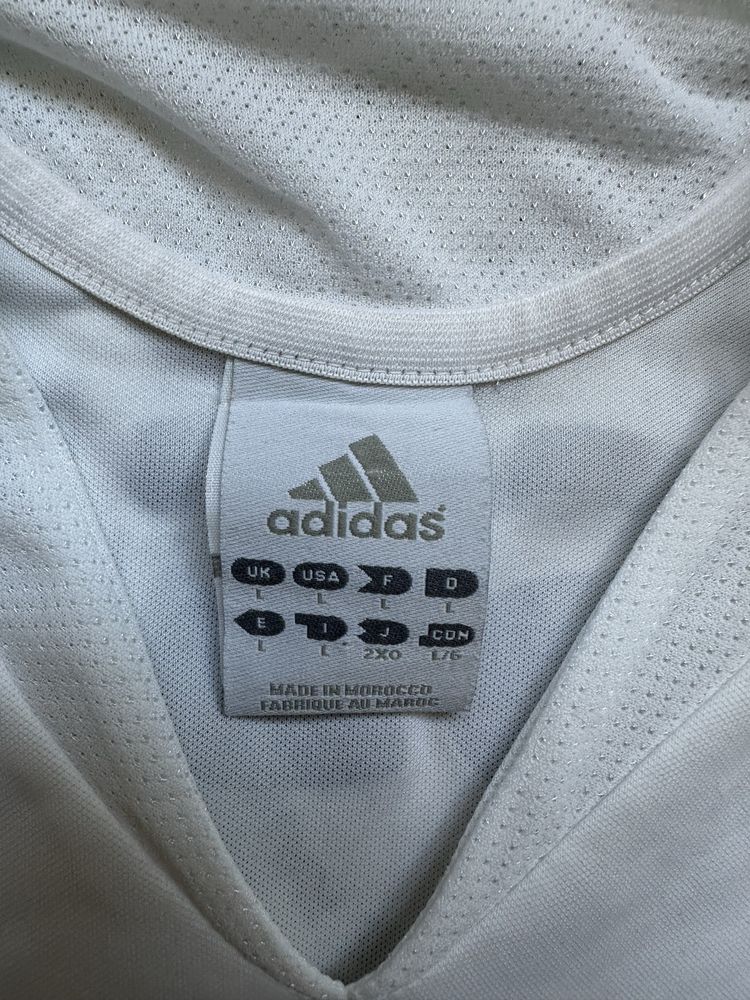 adidas
UK USA F D
L L L L
E I J CDN
L L 2XO L/G
MADE IN MOROCCO
FABRIQUE AU MAROC